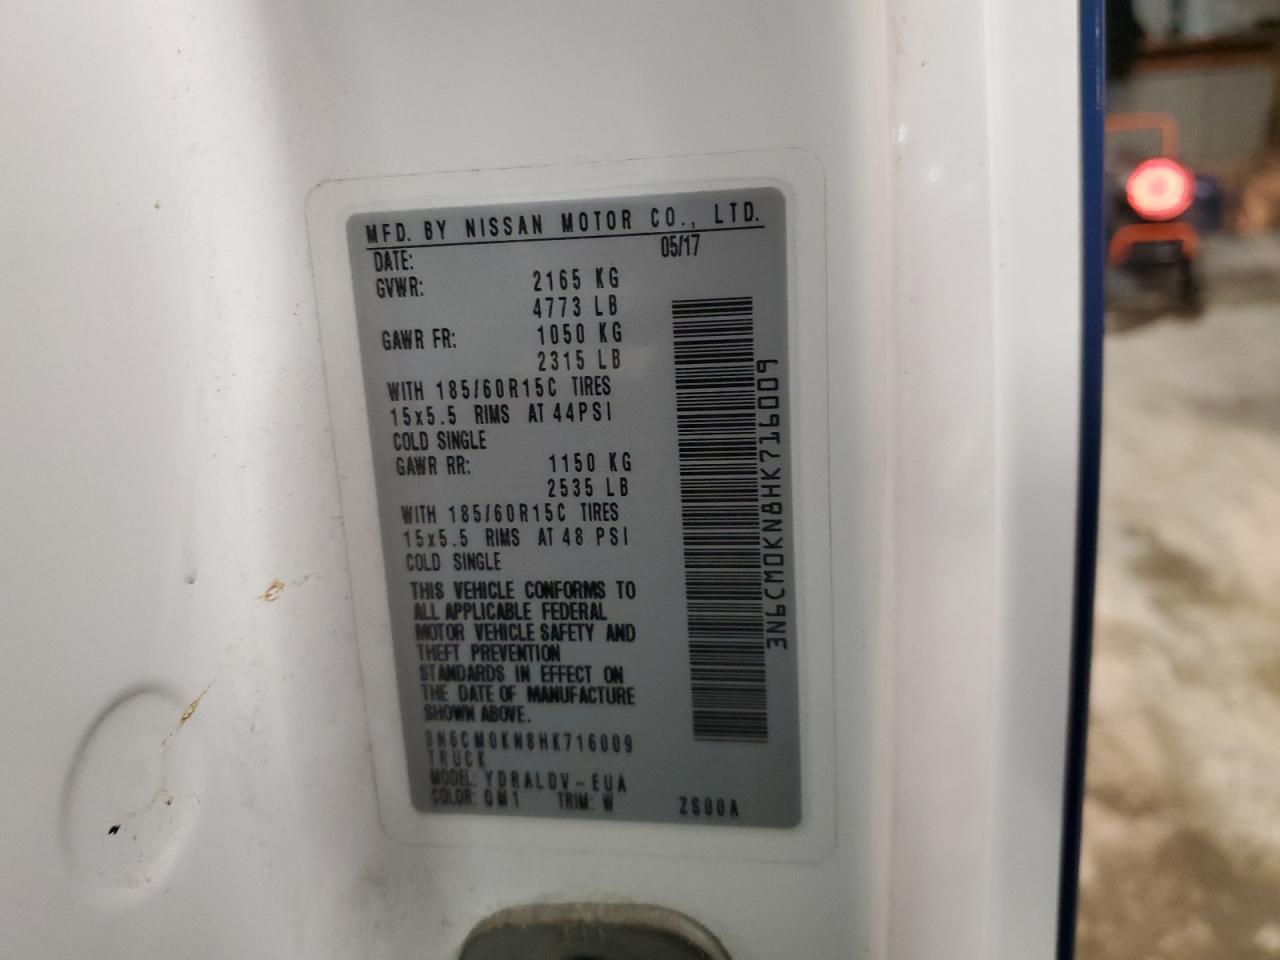 MFD. BY NISSAN MOTOR CO., LTD.
DATE: 05/17
GVWR: 2165 KG
4773 LB
GAWR FR: 1050 KG
2315 LB
WITH 185/60R15C TIRES
15x5.5 RIMS AT 44PSI
COLD SINGLE
GAWR RR: 1150 KG
2535 LB
WITH 185/60R15C TIRES
15x5.5 RIMS AT 48 PSI
COLD SINGLE
THIS VEHICLE CONFORMS TO
ALL APPLICABLE FEDERAL
MOTOR VEHICLE SAFETY AND
THEFT PREVENTION
STANDARDS IN EFFECT ON
THE DATE OF MANUFACTURE
SHOWN ABOVE.
3N6CM0KN8HK716009
TRUCK
MODEL: YDRALDV-EUA
COLOR: QM1 TRIM: W ZS00A
3N6CM0KN8HK716009